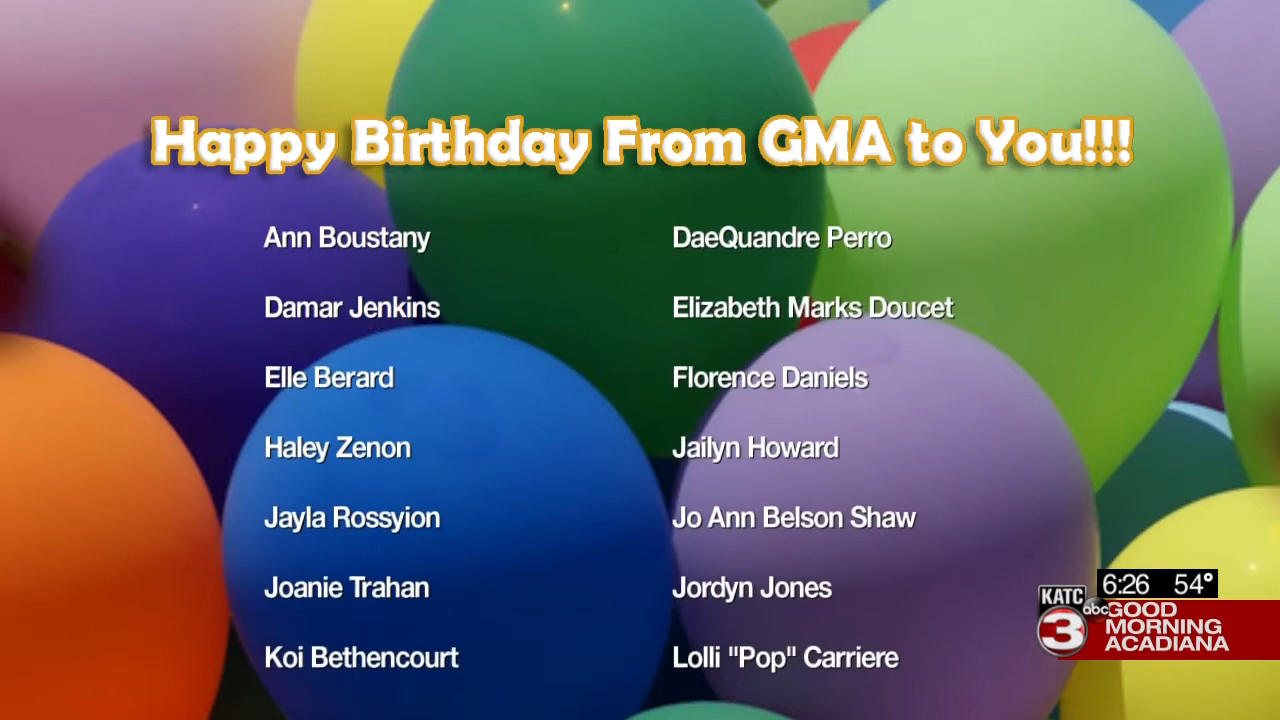 Happy Birthday From GMA to You!!!
Ann Boustany
Damar Jenkins
Elle Berard
Haley Zenon
Jayla Rossyion
Joanie Trahan
Koi Bethencourt
DaeQuandre Perro
Elizabeth Marks Doucet
Florence Daniels
Jailyn Howard
Jo Ann Belson Shaw
Jordyn Jones
Lolli "Pop" Carriere
6:26 54°
KATC
3
abc
GOOD
MORNING
ACADIANA